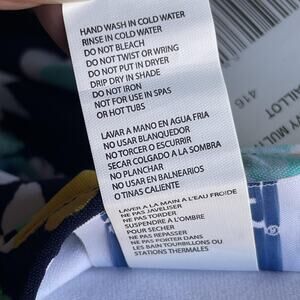 HAND WASH IN COLD WATER
RINSE IN COLD WATER
DO NOT BLEACH
DO NOT TWIST OR WRING
DO NOT PUT IN DRYER
DRIP DRY IN SHADE
DO NOT IRON
NOT FOR USE IN SPAS
OR HOT TUBS
LAVAR A MANO EN AGUA FRIA
NO USAR BLANQUEDOR
NO TORCER O ESCURRIR
SECAR COLGADO A LA SOMBRA
NO PLANCHAR
NO USAR EN BALNEARIOS
O TINAS CALIENTE
LAVER A LA MAIN A L'EAU FROIDE
NE PAS JAVELISER
NE PAS TORDER
SUSPENDRE A L'OMBRE
POUR SECHER
NE PAS REPASSER
NE PAS PORTER DANS
LES BAIN TOURBILLONS OU
STATIONS THERMALES
MAILLOT
416